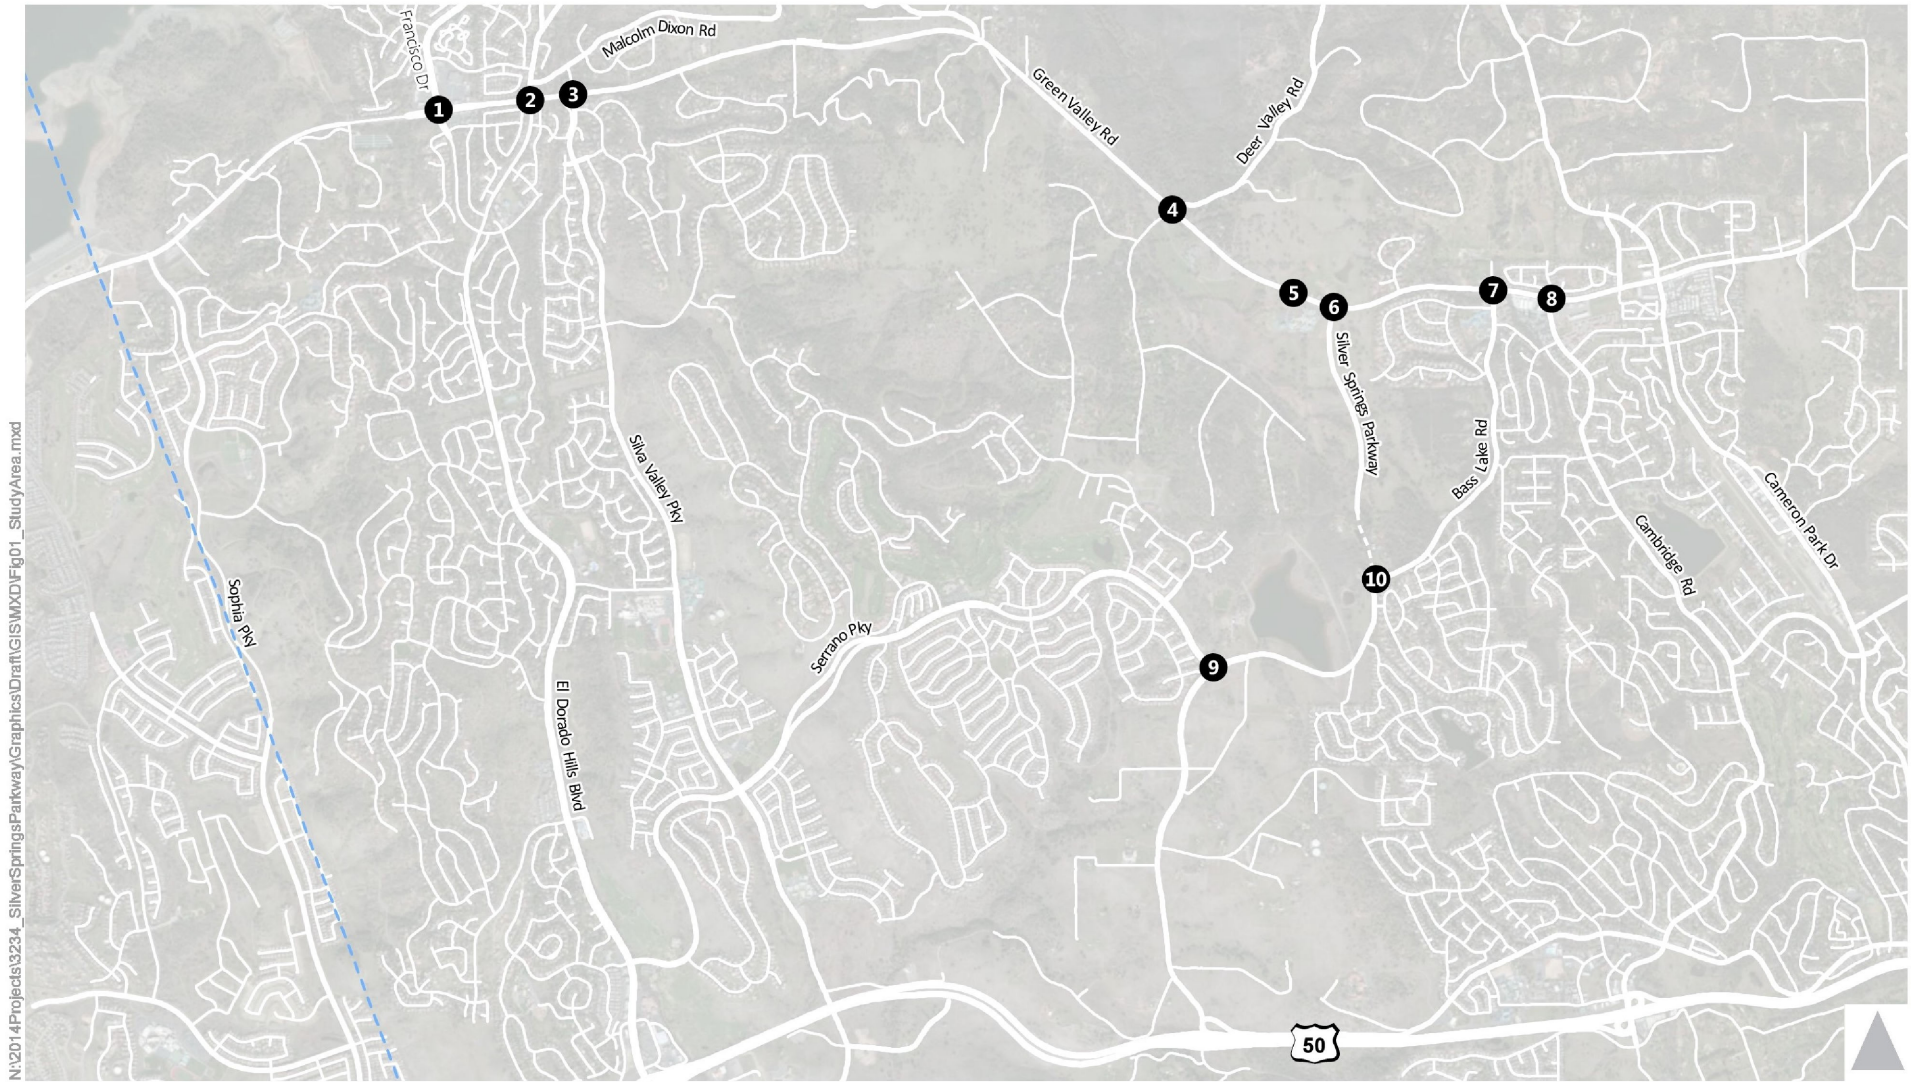 Francisco Dr
Malcolm Dixon Rd
1
2
3
Green Valley Rd
Deer Valley Rd
4
5
6
7
8
Silver Springs Parkway
Bass Lake Rd
Silva Valley Pky
Cameron Park Dr
Cambridge Rd
Sophia Pky
10
Serrano Pky
9
El Dorado Hills Blvd
50
N:\2014Projects\3234_SilverSpringsParkway\Graphics\Draft\GIS\MXD\Fig01_StudyArea.mxd